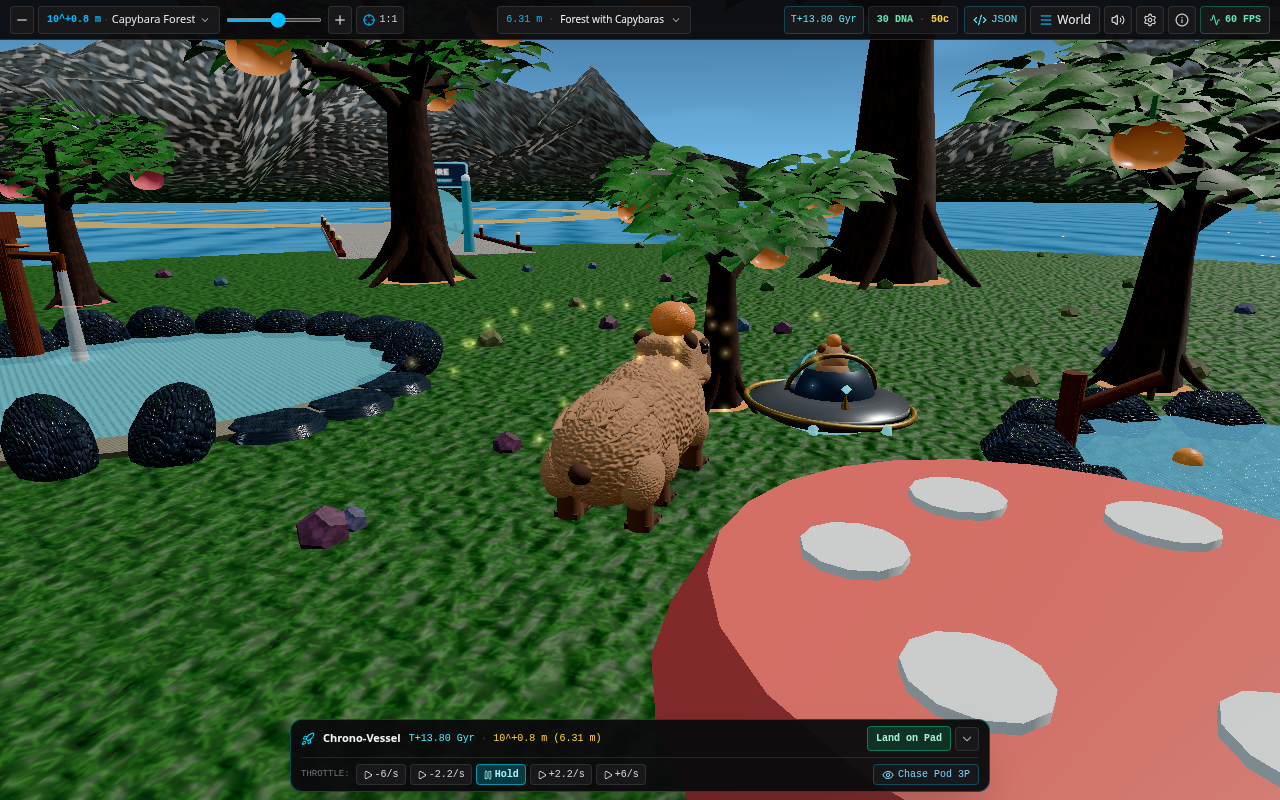 10^+0.8 m · Capybara Forest
1:1
6.31 m · Forest with Capybaras
T+13.80 Gyr
30 DNA · 50c
JSON
World
60 FPS
Chrono-Vessel T+13.80 Gyr · 10^+0.8 m (6.31 m)
Land on Pad
THROTTLE: -6/s -2.2/s Hold +2.2/s +6/s
Chase Pod 3P